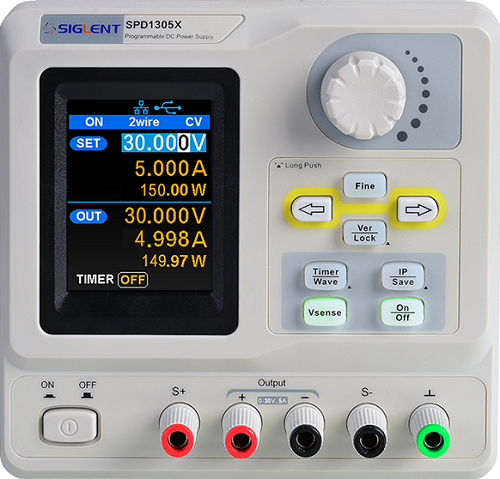 SIGLENT SPD1305X
Programmable DC Power Supply
ON 2wire CV
SET 30.000V
5.000A
150.00 W
OUT 30.000V
4.998A
149.97 W
TIMER OFF
"▲" Long Push
Fine
Ver
Lock
Timer
Wave
IP
Save
Vsense
On
Off
ON OFF
S+ Output S-
+ −
0-30V, 5A